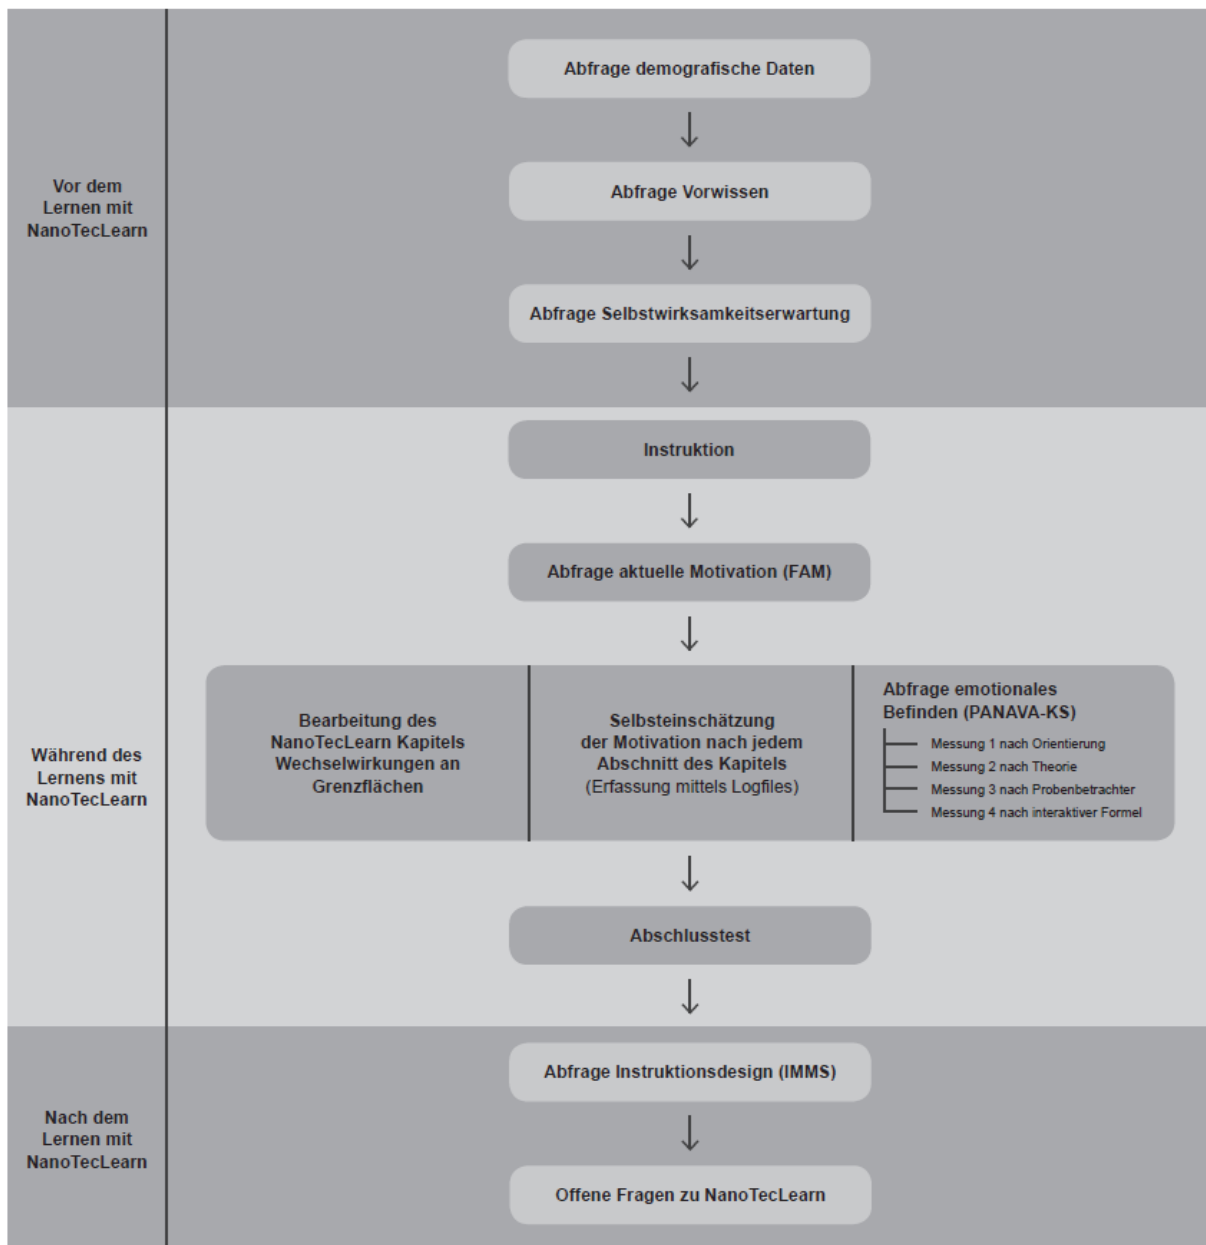 Vor dem
Lernen mit
NanoTecLearn
Abfrage demografische Daten
Abfrage Vorwissen
Abfrage Selbstwirksamkeitserwartung
Während des
Lernens mit
NanoTecLearn
Instruktion
Abfrage aktuelle Motivation (FAM)
Bearbeitung des
NanoTecLearn Kapitels
Wechselwirkungen an
Grenzflächen
Selbsteinschätzung
der Motivation nach jedem
Abschnitt des Kapitels
(Erfassung mittels Logfiles)
Abfrage emotionales
Befinden (PANAVA-KS)
Messung 1 nach Orientierung
Messung 2 nach Theorie
Messung 3 nach Probenbetrachter
Messung 4 nach interaktiver Formel
Abschlusstest
Nach dem
Lernen mit
NanoTecLearn
Abfrage Instruktionsdesign (IMMS)
Offene Fragen zu NanoTecLearn